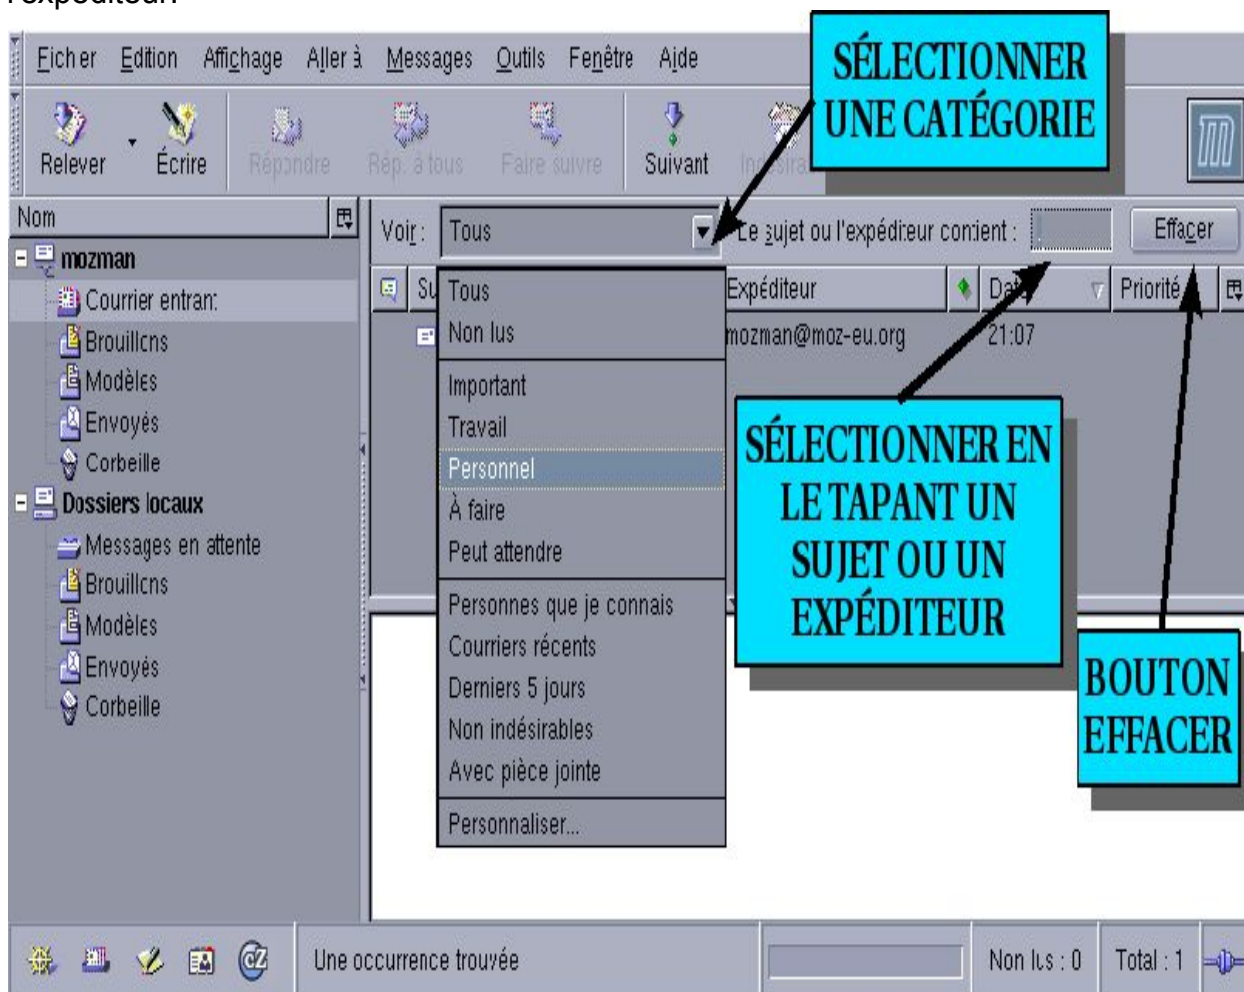 l'expéditeur.
Fichier Edition Affichage Aller à Messages Outils Fenêtre Aide
SÉLECTIONNER
UNE CATÉGORIE
Relever Écrire Répondre Rép. à tous Faire suivre Suivant
Nom
Voir : Tous Le sujet ou l'expéditeur contient : Effacer
mozman
Courrier entrant
Brouillons
Modèles
Envoyés
Corbeille
Dossiers locaux
Messages en attente
Brouillons
Modèles
Envoyés
Corbeille
Expéditeur Date Priorité
mozman@moz-eu.org 21:07
Tous
Non lus
Important
Travail
Personnel
À faire
Peut attendre
Personnes que je connais
Courriers récents
Derniers 5 jours
Non indésirables
Avec pièce jointe
Personnaliser...
SÉLECTIONNER EN
LE TAPANT UN
SUJET OU UN
EXPÉDITEUR
BOUTON
EFFACER
Une occurrence trouvée Non lus : 0 Total : 1